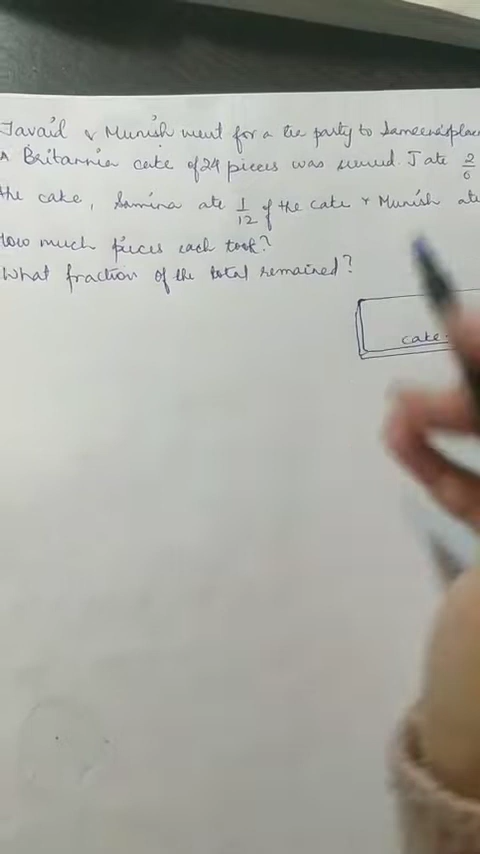 Javaid & Munish went for a tea party to Sameena's place
A Britannia cake of 24 pieces was served. J ate 2/6
the cake, Samina ate 1/12 of the cake & Munish ate
How much pieces each took?
What fraction of the total remained?
cake